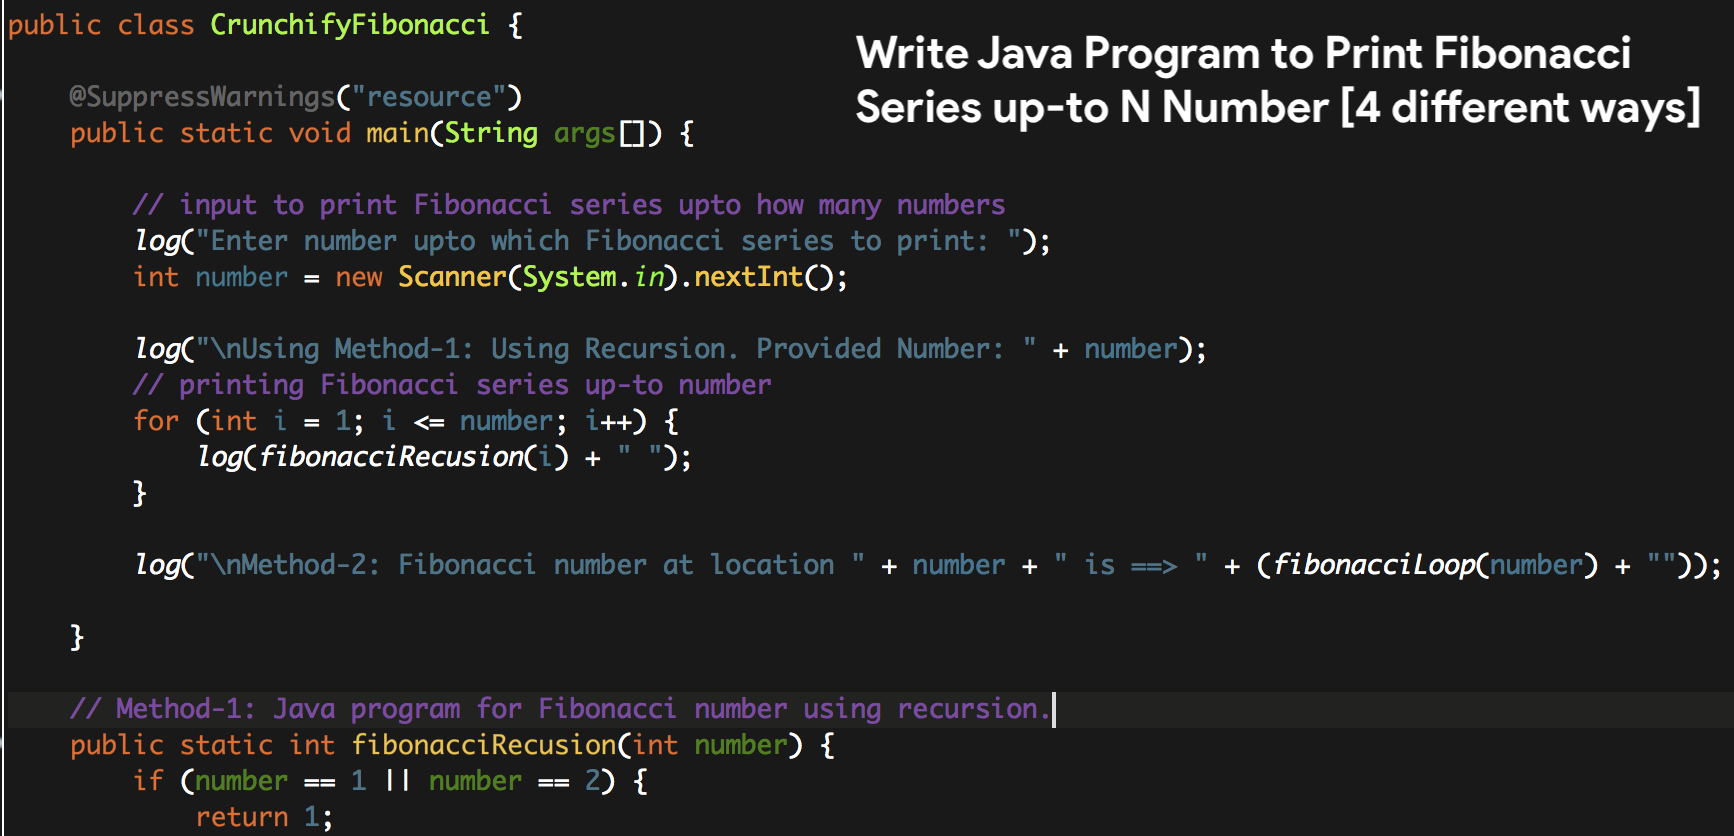 public class CrunchifyFibonacci {
Write Java Program to Print Fibonacci
Series up-to N Number [4 different ways]
@SuppressWarnings("resource")
public static void main(String args[]) {
// input to print Fibonacci series upto how many numbers
log("Enter number upto which Fibonacci series to print: ");
int number = new Scanner(System.in).nextInt();
log("\nUsing Method-1: Using Recursion. Provided Number: " + number);
// printing Fibonacci series up-to number
for (int i = 1; i <= number; i++) {
log(fibonacciRecusion(i) + " ");
}
log("\nMethod-2: Fibonacci number at location " + number + " is ==> " + (fibonacciLoop(number) + ""));
}
// Method-1: Java program for Fibonacci number using recursion.
public static int fibonacciRecusion(int number) {
if (number == 1 || number == 2) {
return 1;